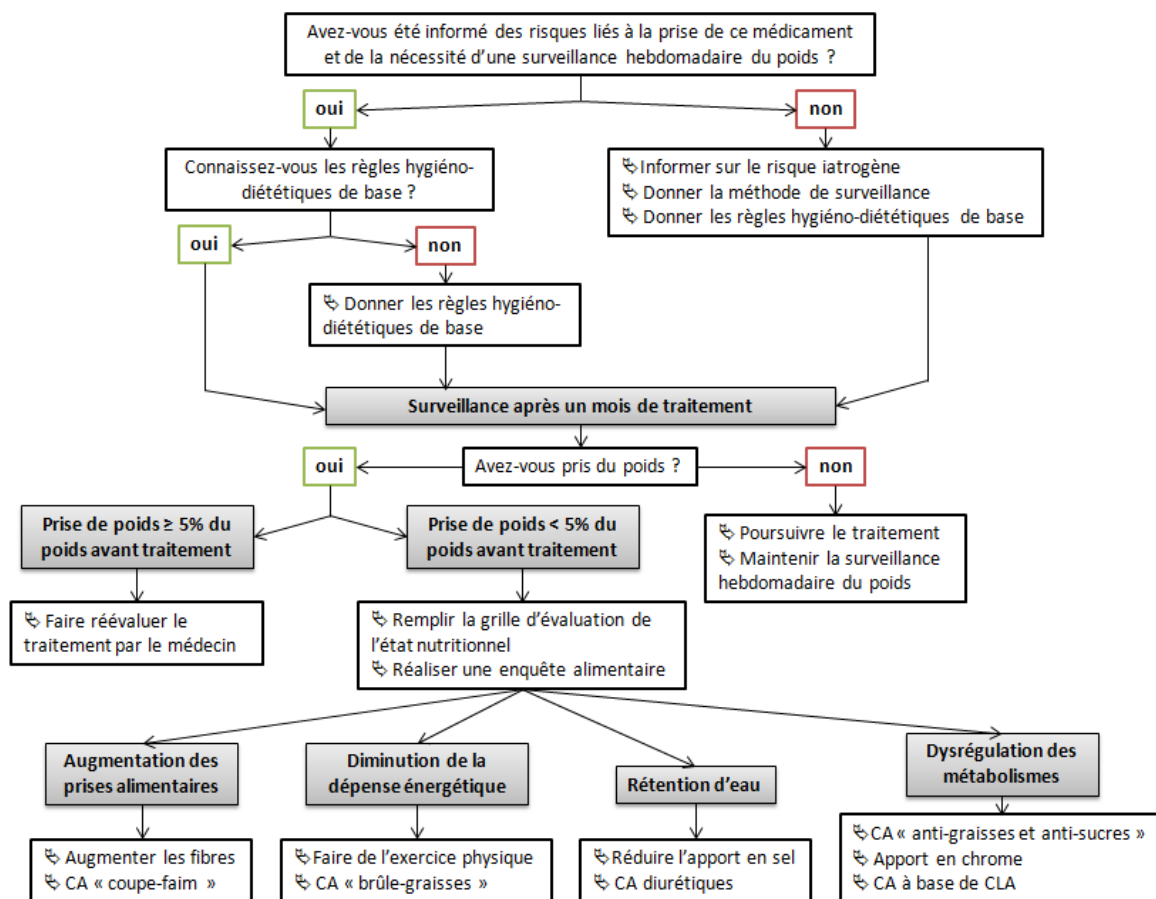 Avez-vous été informé des risques liés à la prise de ce médicament
et de la nécessité d'une surveillance hebdomadaire du poids ?
oui
non
Connaissez-vous les règles hygiéno-
diététiques de base ?
Informer sur le risque iatrogène
Donner la méthode de surveillance
Donner les règles hygiéno-diététiques de base
oui
non
Donner les règles hygiéno-
diététiques de base
Surveillance après un mois de traitement
oui
Avez-vous pris du poids ?
non
Prise de poids ≥ 5% du
poids avant traitement
Prise de poids < 5% du
poids avant traitement
Poursuivre le traitement
Maintenir la surveillance
hebdomadaire du poids
Faire réévaluer le
traitement par le médecin
Remplir la grille d'évaluation de
l'état nutritionnel
Réaliser une enquête alimentaire
Augmentation des
prises alimentaires
Diminution de la
dépense énergétique
Rétention d'eau
Dysrégulation des
métabolismes
Augmenter les fibres
CA « coupe-faim »
Faire de l'exercice physique
CA « brûle-graisses »
Réduire l'apport en sel
CA diurétiques
CA « anti-graisses et anti-sucres »
Apport en chrome
CA à base de CLA